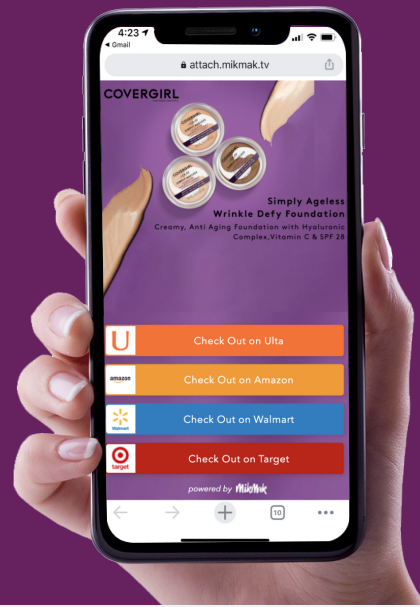 4:23
Gmail
attach.mikmak.tv
COVERGIRL
Simply Ageless
Wrinkle Defy Foundation
Creamy, Anti Aging Foundation with Hyaluronic
Complex,Vitamin C & SPF 28
U
Check Out on Ulta
amazon
Check Out on Amazon
Walmart
Check Out on Walmart
target
Check Out on Target
powered by MikMak
10